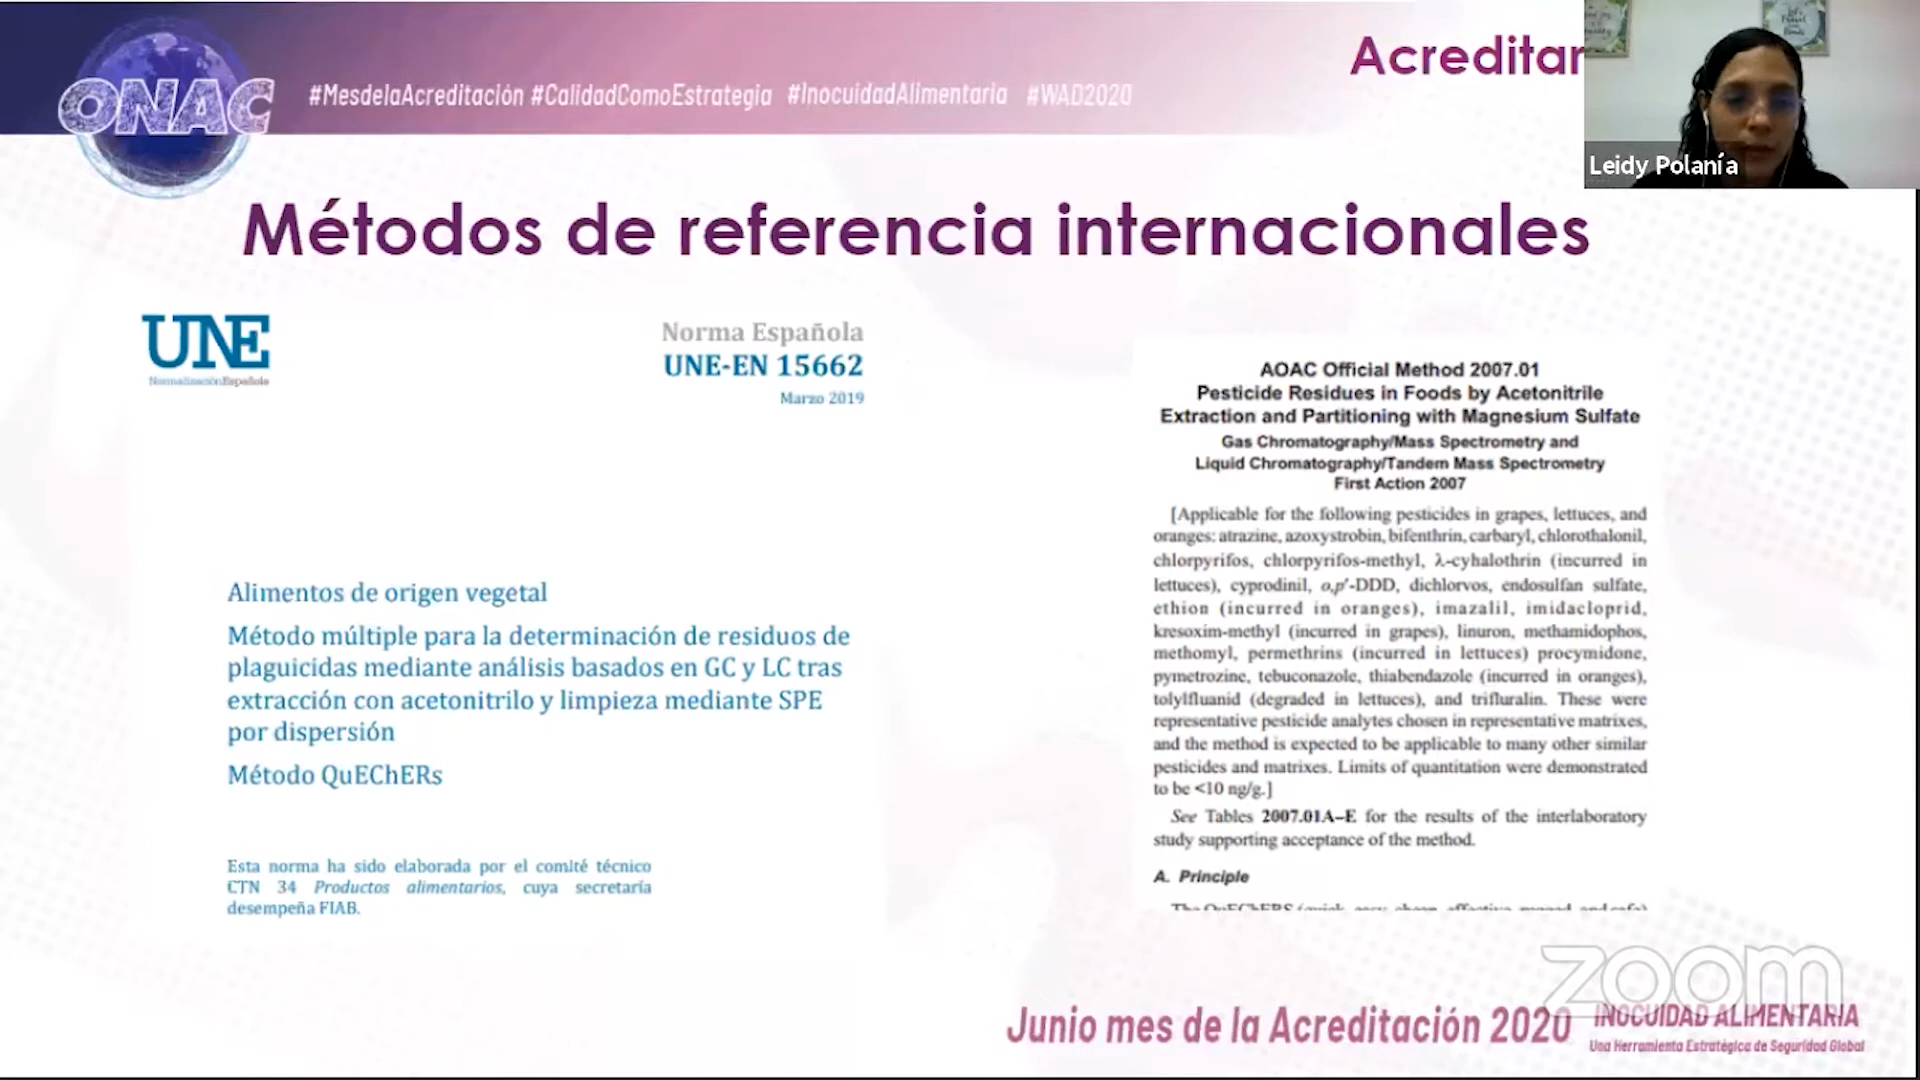 ONAC
#MesdelaAcreditación #CalidadComoEstrategia #InocuidadAlimentaria #WAD2020
Acreditar
Leidy Polanía
Métodos de referencia internacionales
UNE
NormalizaciónEspañola
Norma Española
UNE-EN 15662
Marzo 2019
Alimentos de origen vegetal
Método múltiple para la determinación de residuos de
plaguicidas mediante análisis basados en GC y LC tras
extracción con acetonitrilo y limpieza mediante SPE
por dispersión
Método QuEChERs
Esta norma ha sido elaborada por el comité técnico
CTN 34 Productos alimentarios, cuya secretaría
desempeña FIAB.
AOAC Official Method 2007.01
Pesticide Residues in Foods by Acetonitrile
Extraction and Partitioning with Magnesium Sulfate
Gas Chromatography/Mass Spectrometry and
Liquid Chromatography/Tandem Mass Spectrometry
First Action 2007
[Applicable for the following pesticides in grapes, lettuces, and
oranges: atrazine, azoxystrobin, bifenthrin, carbaryl, chlorothalonil,
chlorpyrifos, chlorpyrifos-methyl, λ-cyhalothrin (incurred in
lettuces), cyprodinil, o,p′-DDD, dichlorvos, endosulfan sulfate,
ethion (incurred in oranges), imazalil, imidacloprid,
kresoxim-methyl (incurred in grapes), linuron, methamidophos,
methomyl, permethrins (incurred in lettuces) procymidone,
pymetrozine, tebuconazole, thiabendazole (incurred in oranges),
tolylfluanid (degraded in lettuces), and trifluralin. These were
representative pesticide analytes chosen in representative matrixes,
and the method is expected to be applicable to many other similar
pesticides and matrixes. Limits of quantitation were demonstrated
to be <10 ng/g.]
See Tables 2007.01A–E for the results of the interlaboratory
study supporting acceptance of the method.
A. Principle
The QuEChERS (quick, easy, cheap, effective, rugged, and safe)
zoom
Junio mes de la Acreditación 2020
INOCUIDAD ALIMENTARIA
Una Herramienta Estratégica de Seguridad Global